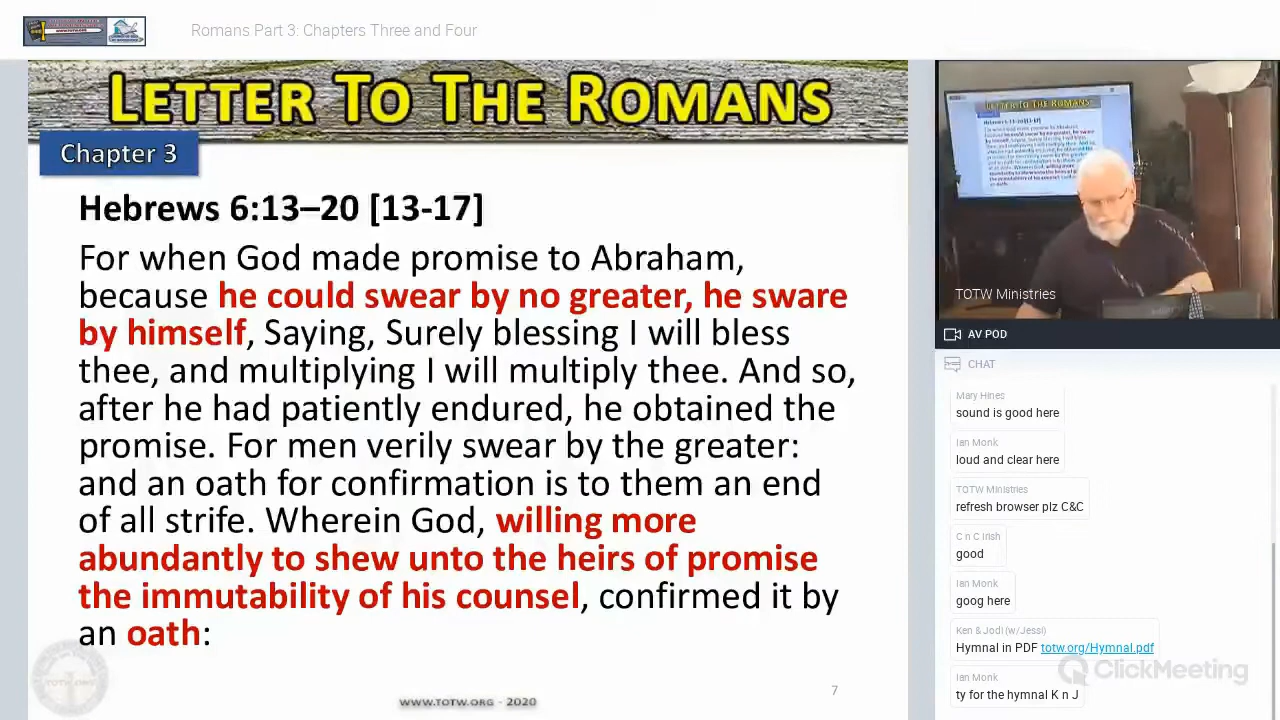 Romans Part 3: Chapters Three and Four
LETTER TO THE ROMANS
Chapter 3
Hebrews 6:13–20 [13-17]
For when God made promise to Abraham,
because he could swear by no greater, he sware
by himself, Saying, Surely blessing I will bless
thee, and multiplying I will multiply thee. And so,
after he had patiently endured, he obtained the
promise. For men verily swear by the greater:
and an oath for confirmation is to them an end
of all strife. Wherein God, willing more
abundantly to shew unto the heirs of promise
the immutability of his counsel, confirmed it by
an oath:
TOTW.ORG
WWW.TOTW.ORG - 2020
7
LETTER TO THE ROMANS
TOTW Ministries
AV POD
CHAT
Mary Hines
sound is good here
Ian Monk
loud and clear here
TOTW Ministries
refresh browser plz C&C
C n C Irish
good
Ian Monk
goog here
Ken & Jodi (w/Jessi)
Hymnal in PDF totw.org/Hymnal.pdf
Ian Monk
ty for the hymnal K n J
ClickMeeting